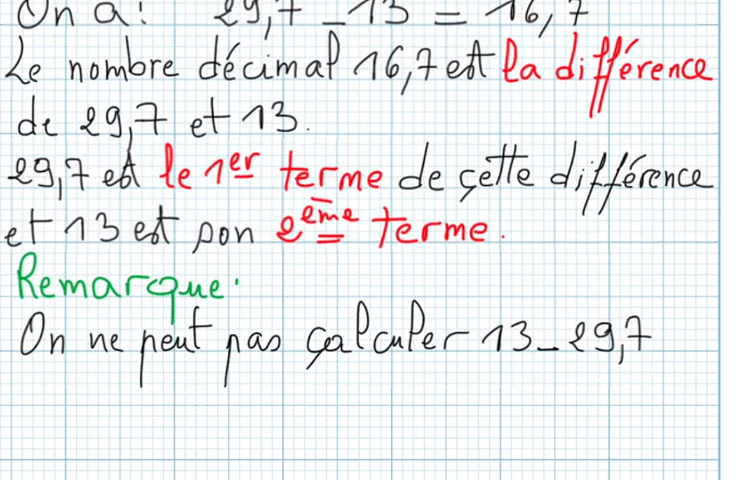 On a : 29,7 - 13 = 16,7
Le nombre décimal 16,7 est la différence
de 29,7 et 13.
29,7 est le 1er terme de cette différence
et 13 est son 2ème terme.
Remarque.
On ne peut pas calculer 13 - 29,7